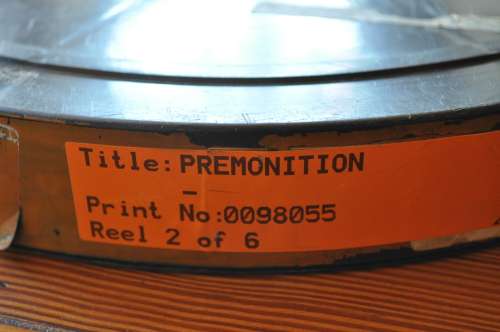 Title: PREMONITION
-
Print No:0098055
Reel 2 of 6